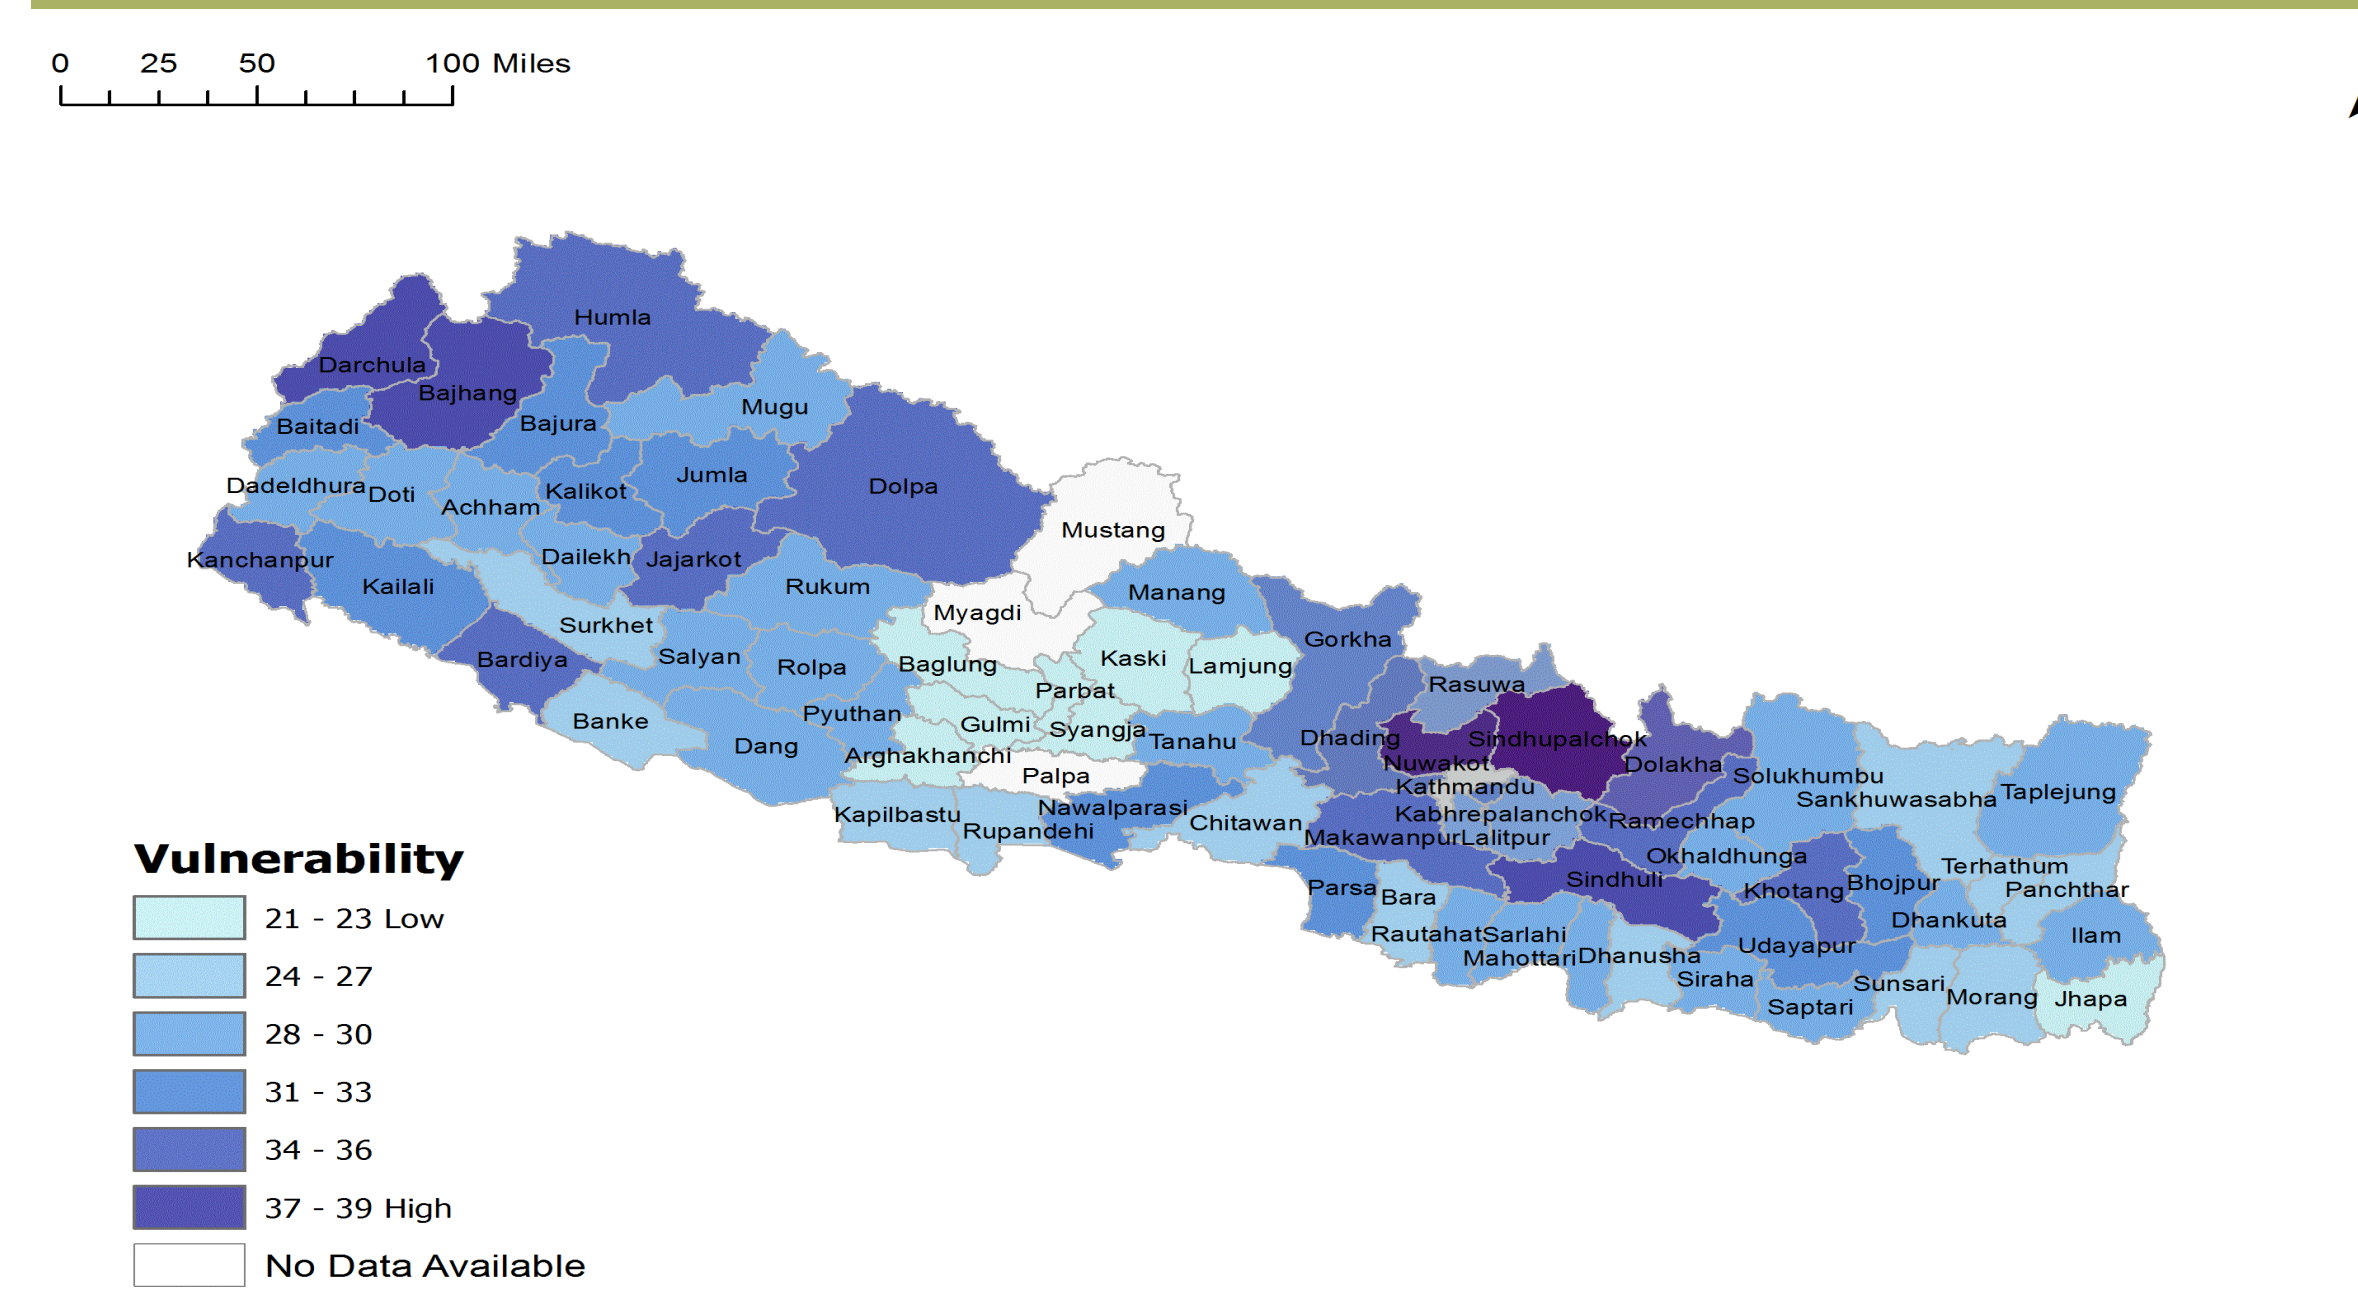 0 25 50 100 Miles
Humla
Darchula
Bajhang
Mugu
Bajura
Baitadi
Jumla
Dadeldhura
Doti
Kalikot
Dolpa
Achham
Mustang
Kanchanpur
Dailekh
Jajarkot
Kailali
Rukum
Manang
Myagdi
Surkhet
Gorkha
Bardiya
Salyan
Rolpa
Baglung
Kaski
Lamjung
Parbat
Rasuwa
Banke
Pyuthan
Gulmi
Syangja
Dang
Tanahu
Dhading
Sindhupalchok
Arghakhanchi
Nuwakot
Dolakha
Palpa
Kathmandu
Solukhumbu
Sankhuwasabha
Taplejung
Kapilbastu
Nawalparasi
Rupandehi
Chitawan
Kabhrepalanchok
Ramechhap
Makawanpur
Lalitpur
Okhaldhunga
Terhathum
Sindhuli
Parsa
Bara
Khotang
Bhojpur
Panchthar
Dhankuta
Rautahat
Sarlahi
Ilam
Udayapur
Mahottari
Dhanusha
Siraha
Sunsari
Saptari
Morang
Jhapa
Vulnerability
21 - 23 Low
24 - 27
28 - 30
31 - 33
34 - 36
37 - 39 High
No Data Available